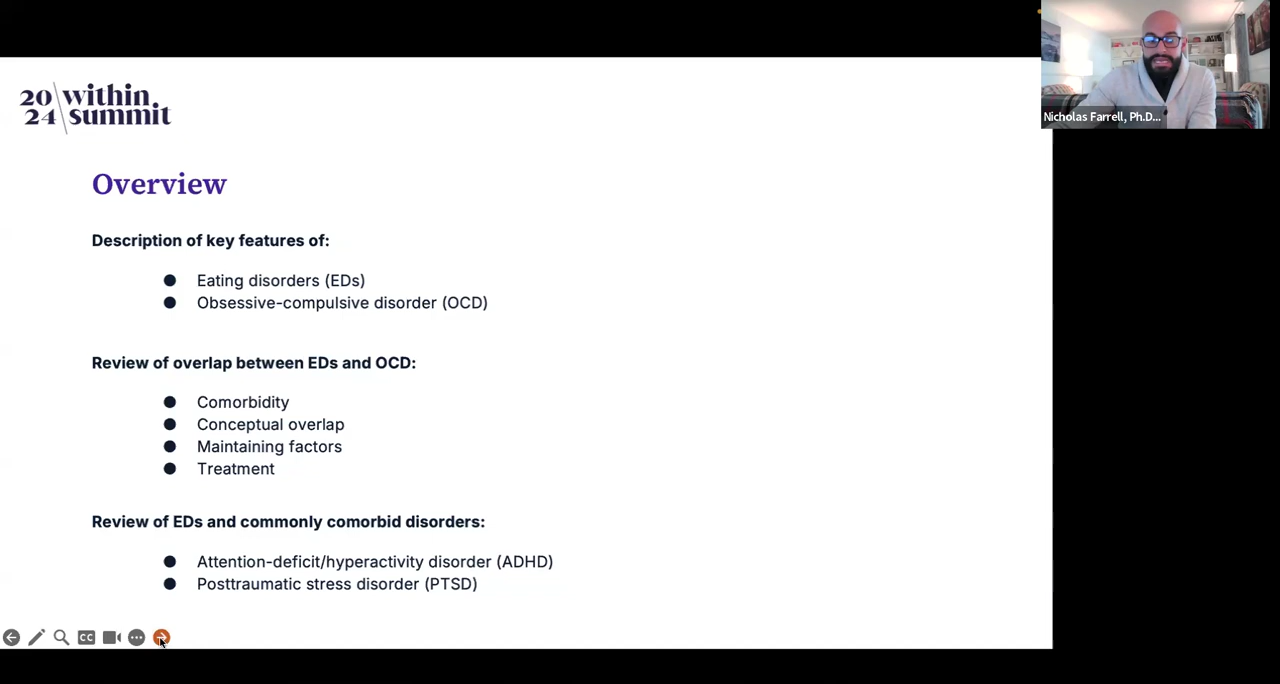 20 within
24 summit
Nicholas Farrell, Ph.D...
Overview
Description of key features of:
● Eating disorders (EDs)
● Obsessive-compulsive disorder (OCD)
Review of overlap between EDs and OCD:
● Comorbidity
● Conceptual overlap
● Maintaining factors
● Treatment
Review of EDs and commonly comorbid disorders:
● Attention-deficit/hyperactivity disorder (ADHD)
● Posttraumatic stress disorder (PTSD)
CC